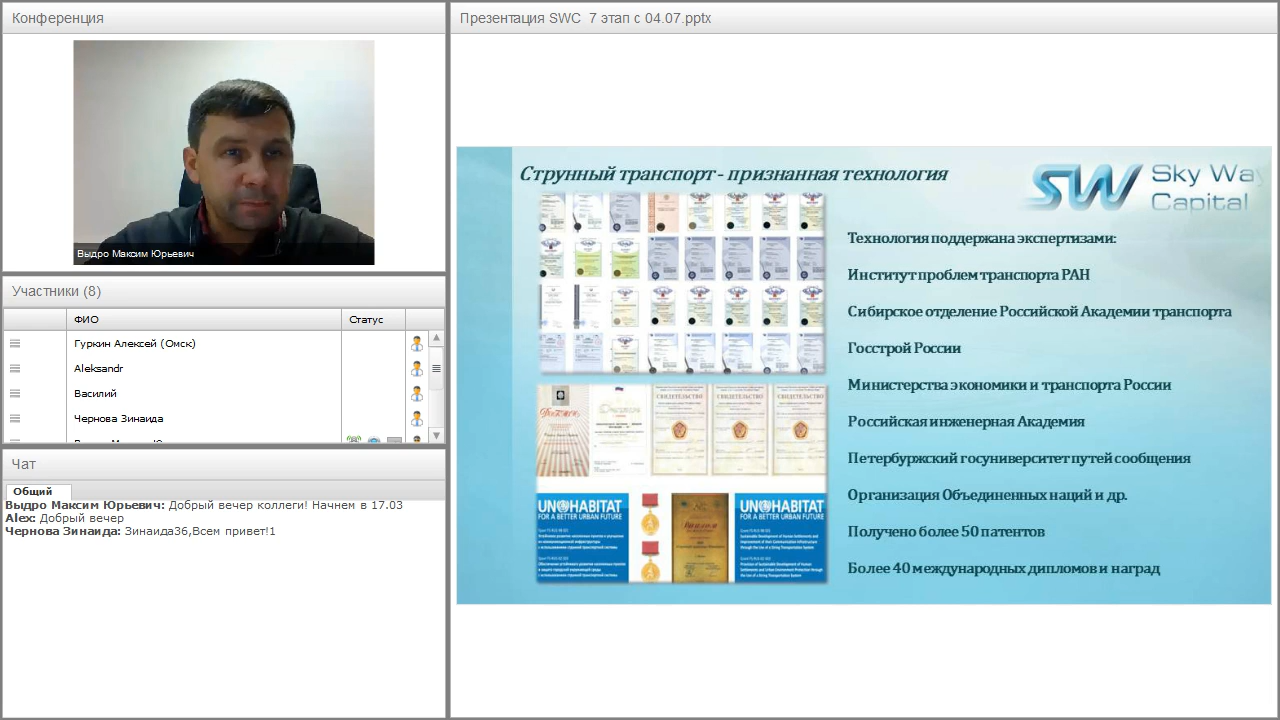 Конференция
Выдро Максим Юрьевич
Участники (8)
ФИО
Статус
Гуркин Алексей (Омск)
Aleksandr
Зинаида
Чат
Общий
Выдро Максим Юрьевич: Добрый вечер коллеги! Начнем в 17.03
Alex: Добрый вечер
Чернова Зинаида: Зинаида36,Всем привет!1
Презентация SWC 7 этап с 04.07.pptx
Струнный транспорт - признанная технология
SW Sky Way
Capital
СВИДЕТЕЛЬСТВО
СВИДЕТЕЛЬСТВО
СВИДЕТЕЛЬСТВО
UN HABITAT
FOR A BETTER URBAN FUTURE
UN HABITAT
FOR A BETTER URBAN FUTURE
Технология поддержана экспертизами:
Институт проблем транспорта РАН
Сибирское отделение Российской Академии транспорта
Госстрой России
Министерства экономики и транспорта России
Российская инженерная Академия
Петербуржский госуниверситет путей сообщения
Организация Объединенных наций и др.
Получено более 50 патентов
Более 40 международных дипломов и наград